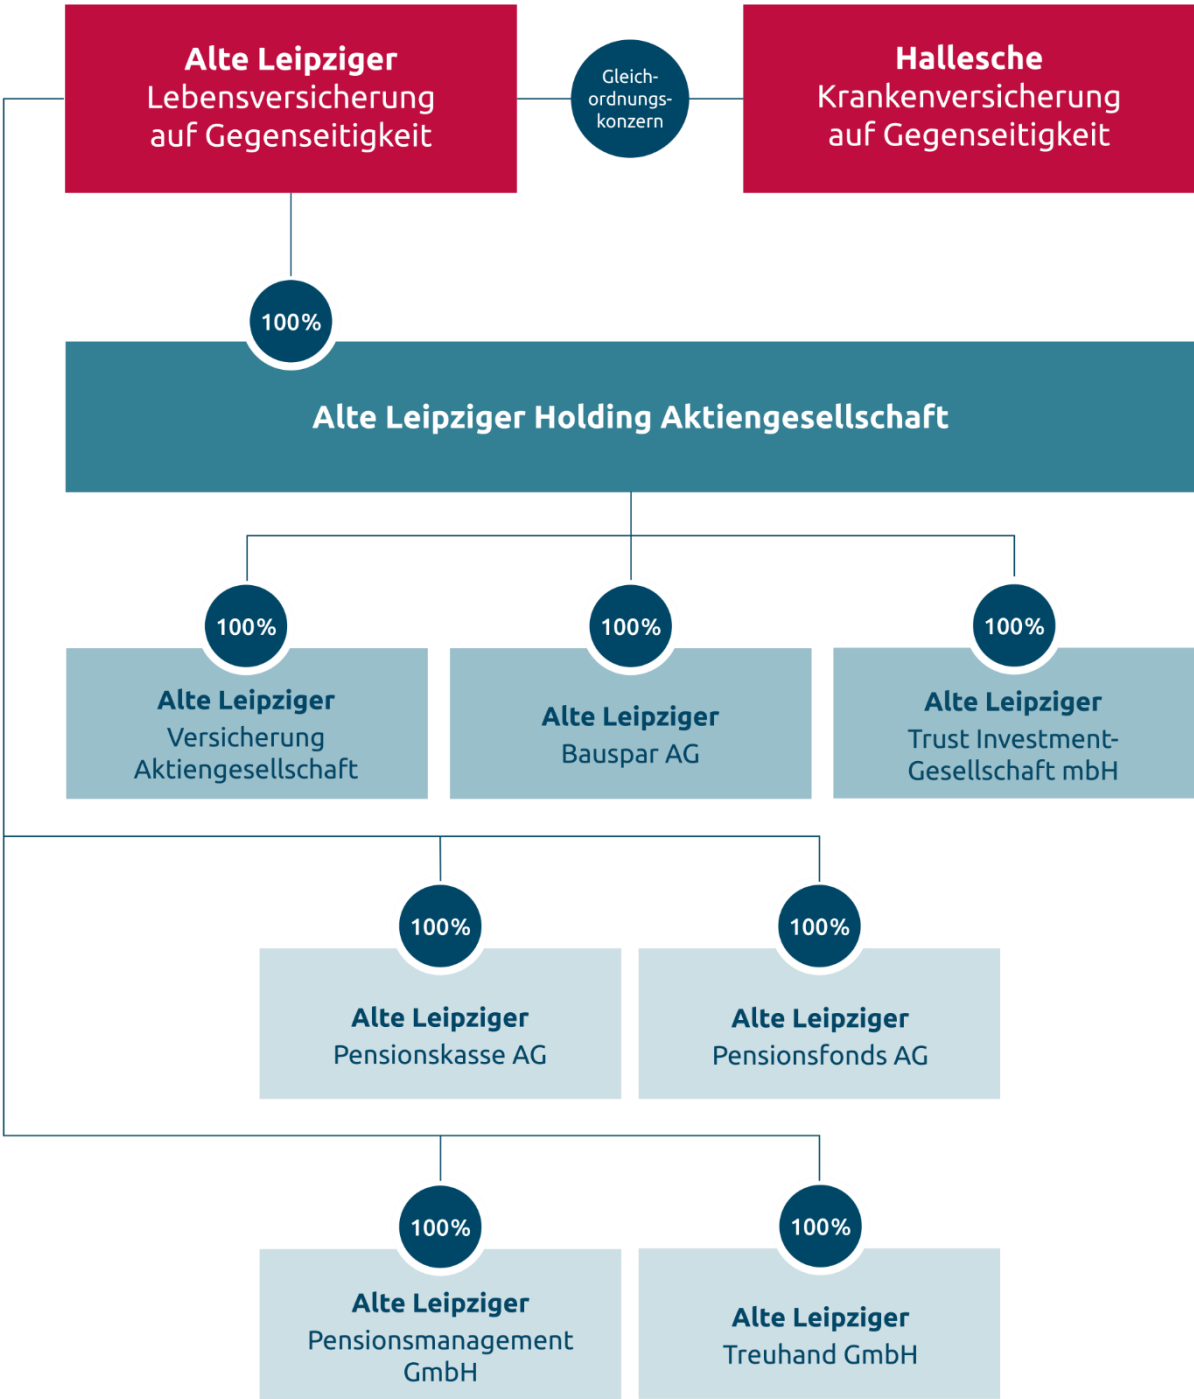 Alte Leipziger
Lebensversicherung
auf Gegenseitigkeit
Gleich-
ordnungs-
konzern
Hallesche
Krankenversicherung
auf Gegenseitigkeit
100%
Alte Leipziger Holding Aktiengesellschaft
100%
Alte Leipziger
Versicherung
Aktiengesellschaft
100%
Alte Leipziger
Bauspar AG
100%
Alte Leipziger
Trust Investment-
Gesellschaft mbH
100%
Alte Leipziger
Pensionskasse AG
100%
Alte Leipziger
Pensionsfonds AG
100%
Alte Leipziger
Pensionsmanagement
GmbH
100%
Alte Leipziger
Treuhand GmbH